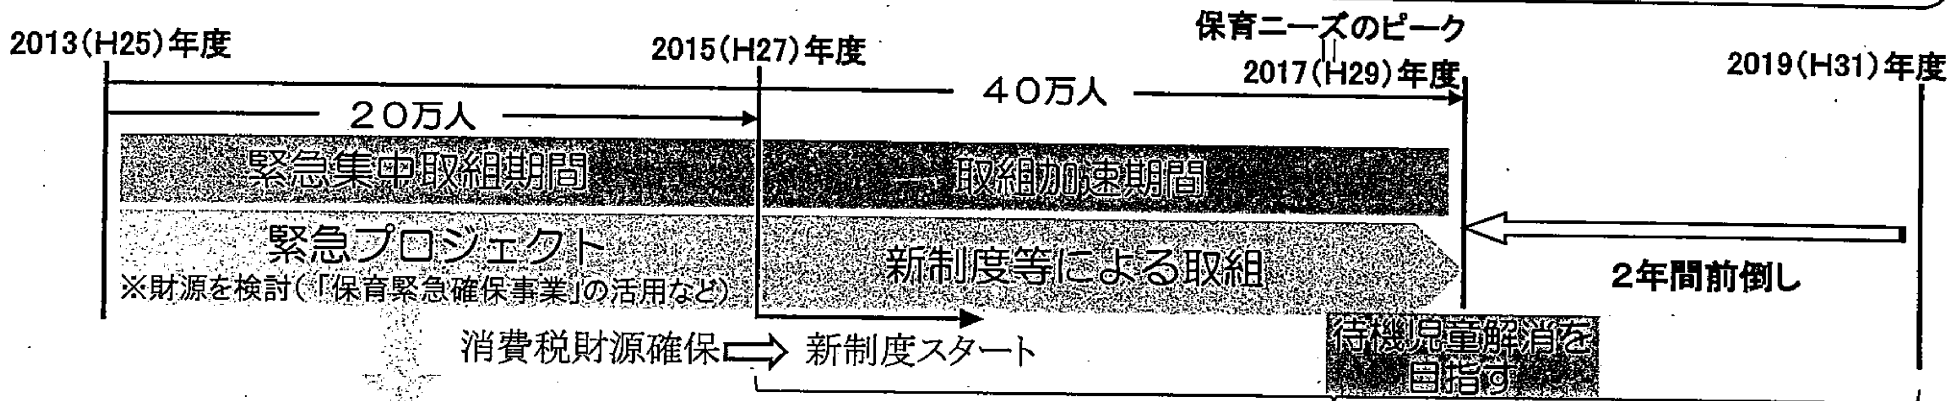 保育ニーズのピーク
||
2013(H25)年度
2015(H27)年度
2017(H29)年度
2019(H31)年度
40万人
20万人
緊急集中取組期間
取組加速期間
緊急プロジェクト
※財源を検討(「保育緊急確保事業」の活用など)
新制度等による取組
2年間前倒し
消費税財源確保⇨新制度スタート
待機児童解消を
目指す